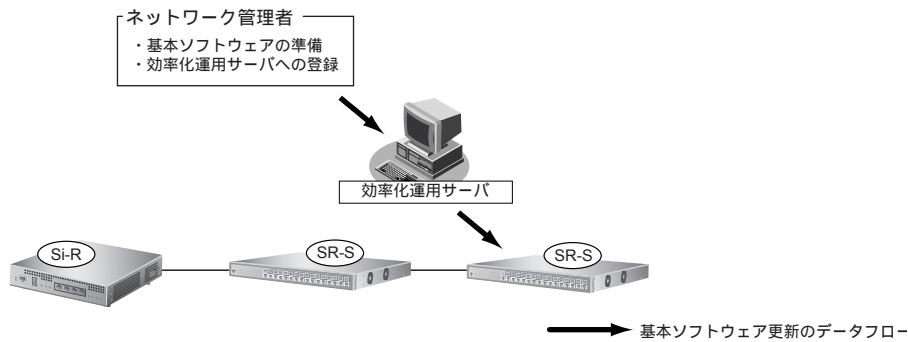 ネットワーク管理者
・基本ソフトウェアの準備
・効率化運用サーバへの登録
効率化運用サーバ
Si-R
SR-S
SR-S
基本ソフトウェア更新のデータフロー